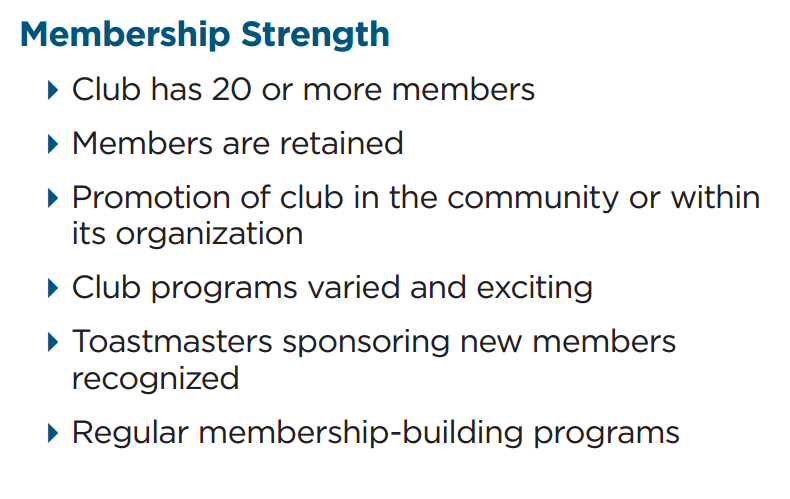 Membership Strength
Club has 20 or more members
Members are retained
Promotion of club in the community or within
its organization
Club programs varied and exciting
Toastmasters sponsoring new members
recognized
Regular membership-building programs